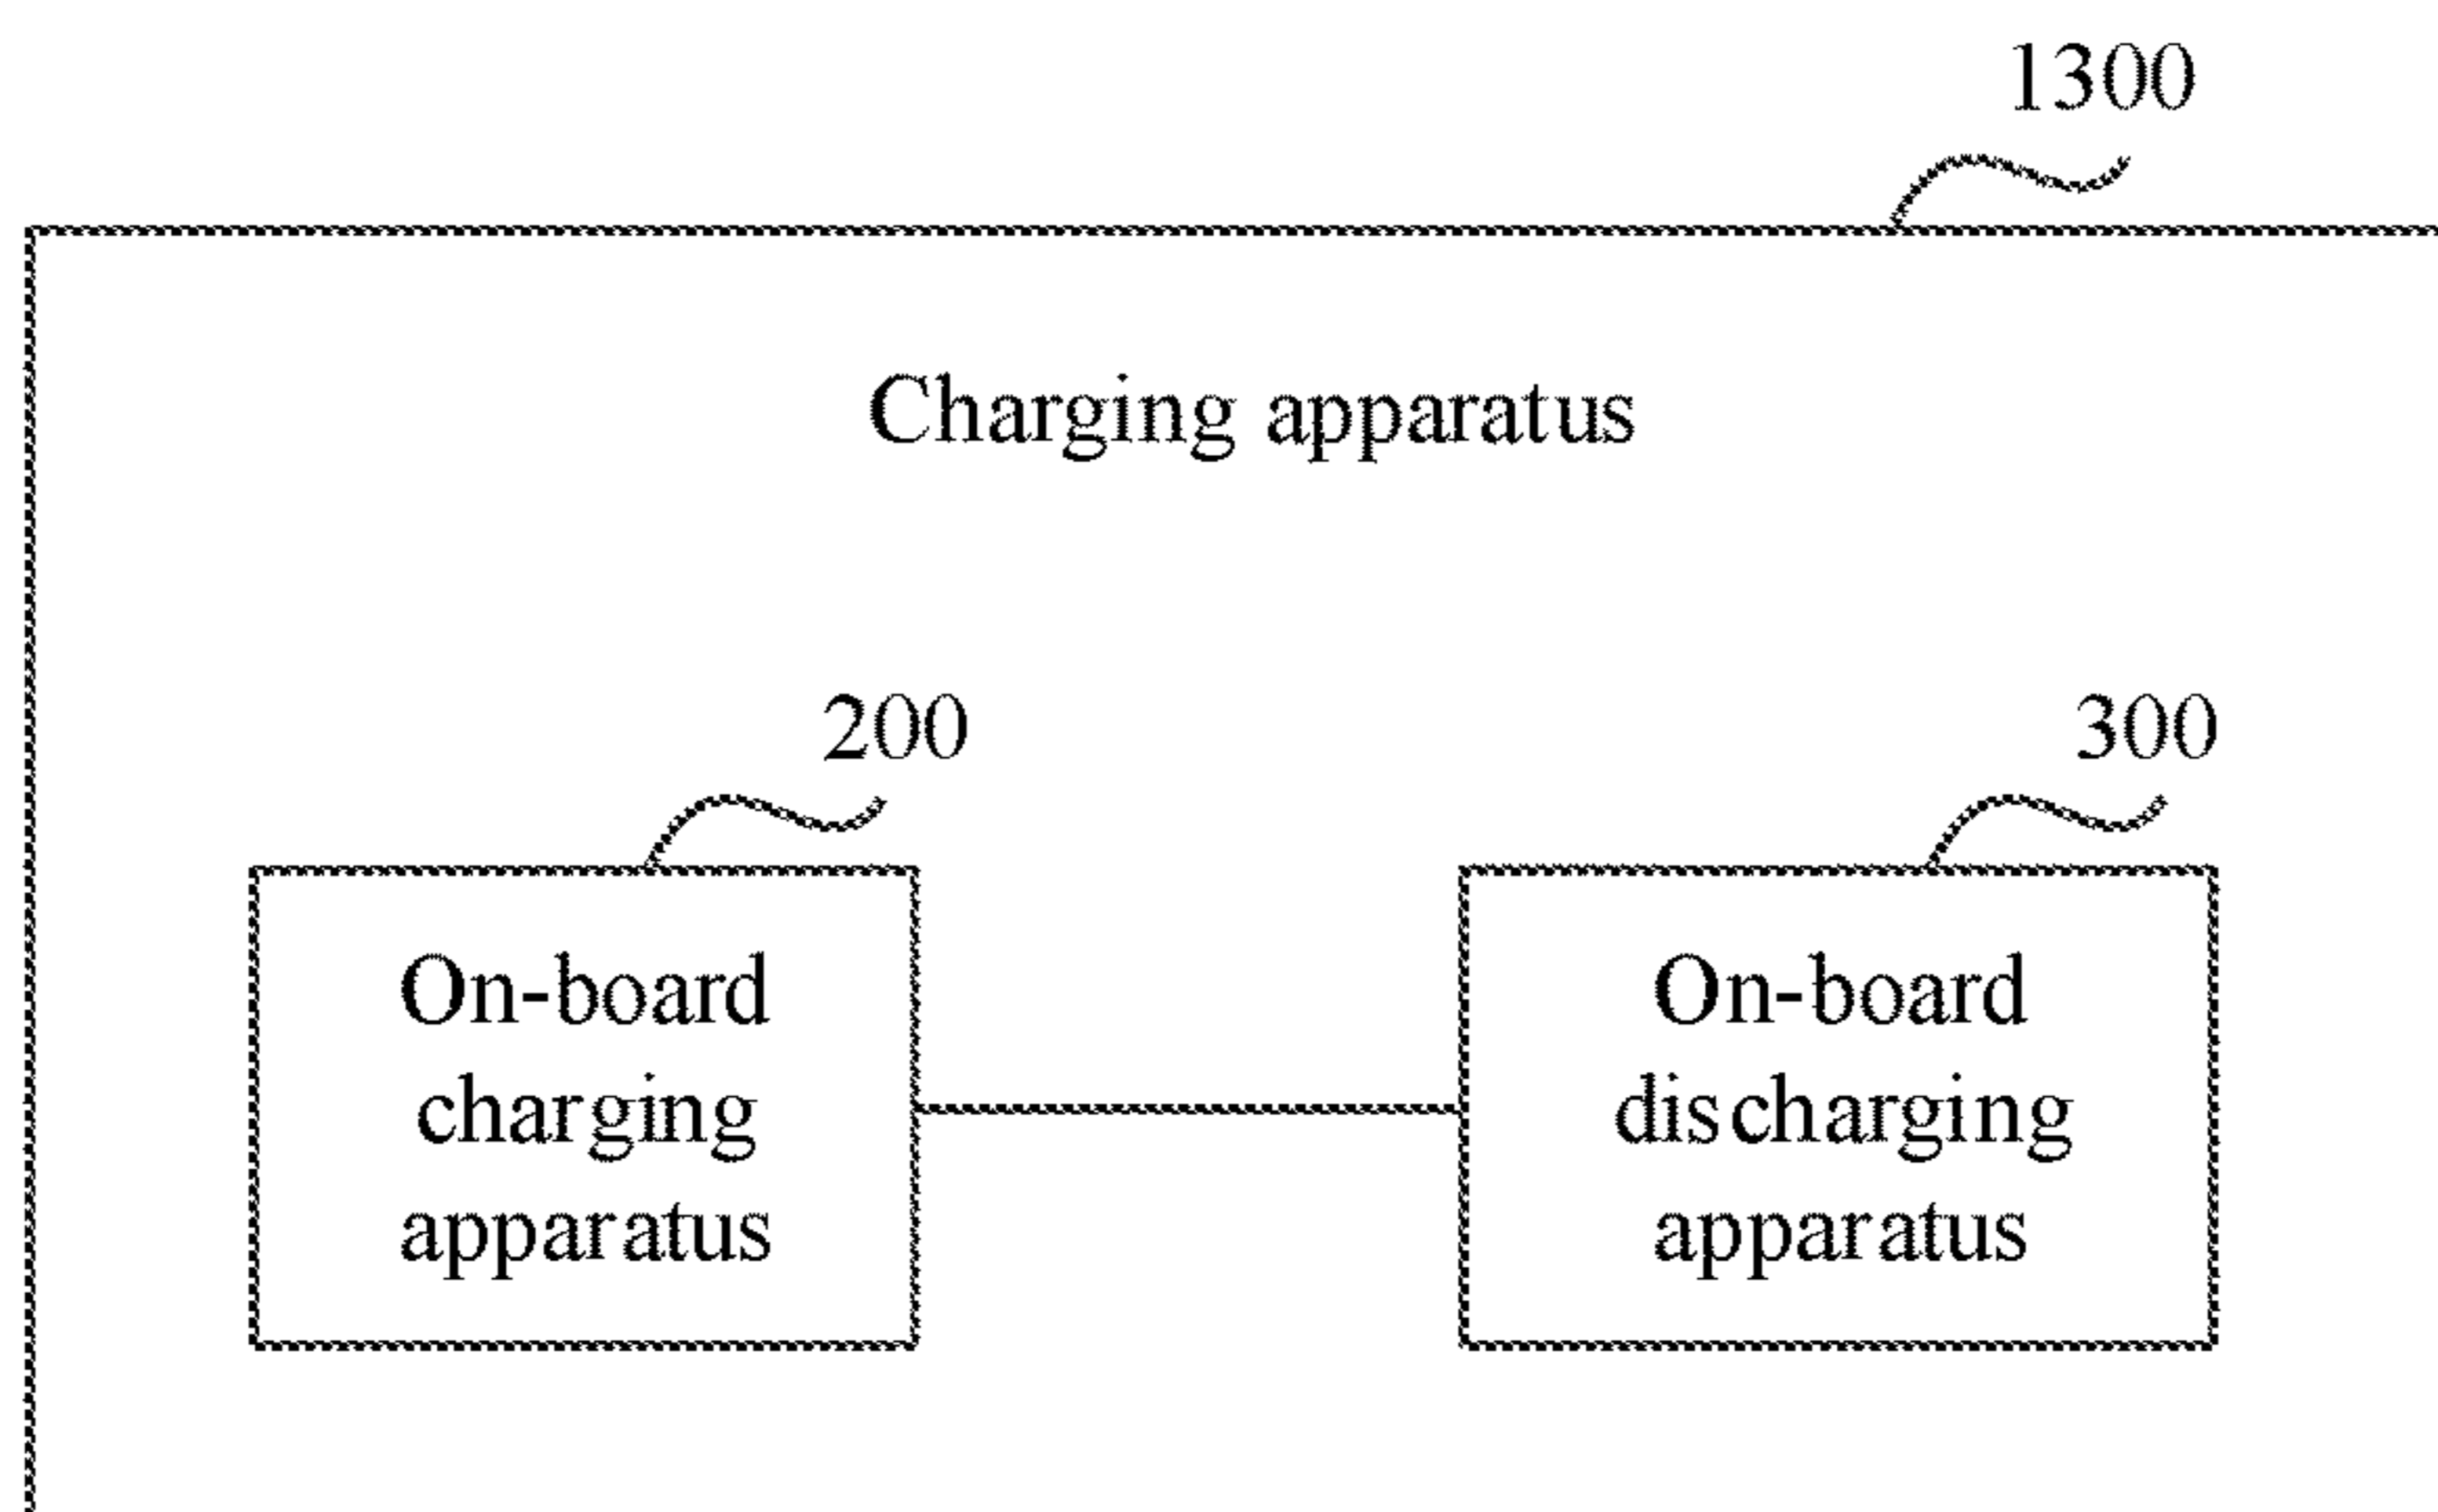 1300
Charging apparatus
200
300
On-board
charging
apparatus
On-board
discharging
apparatus